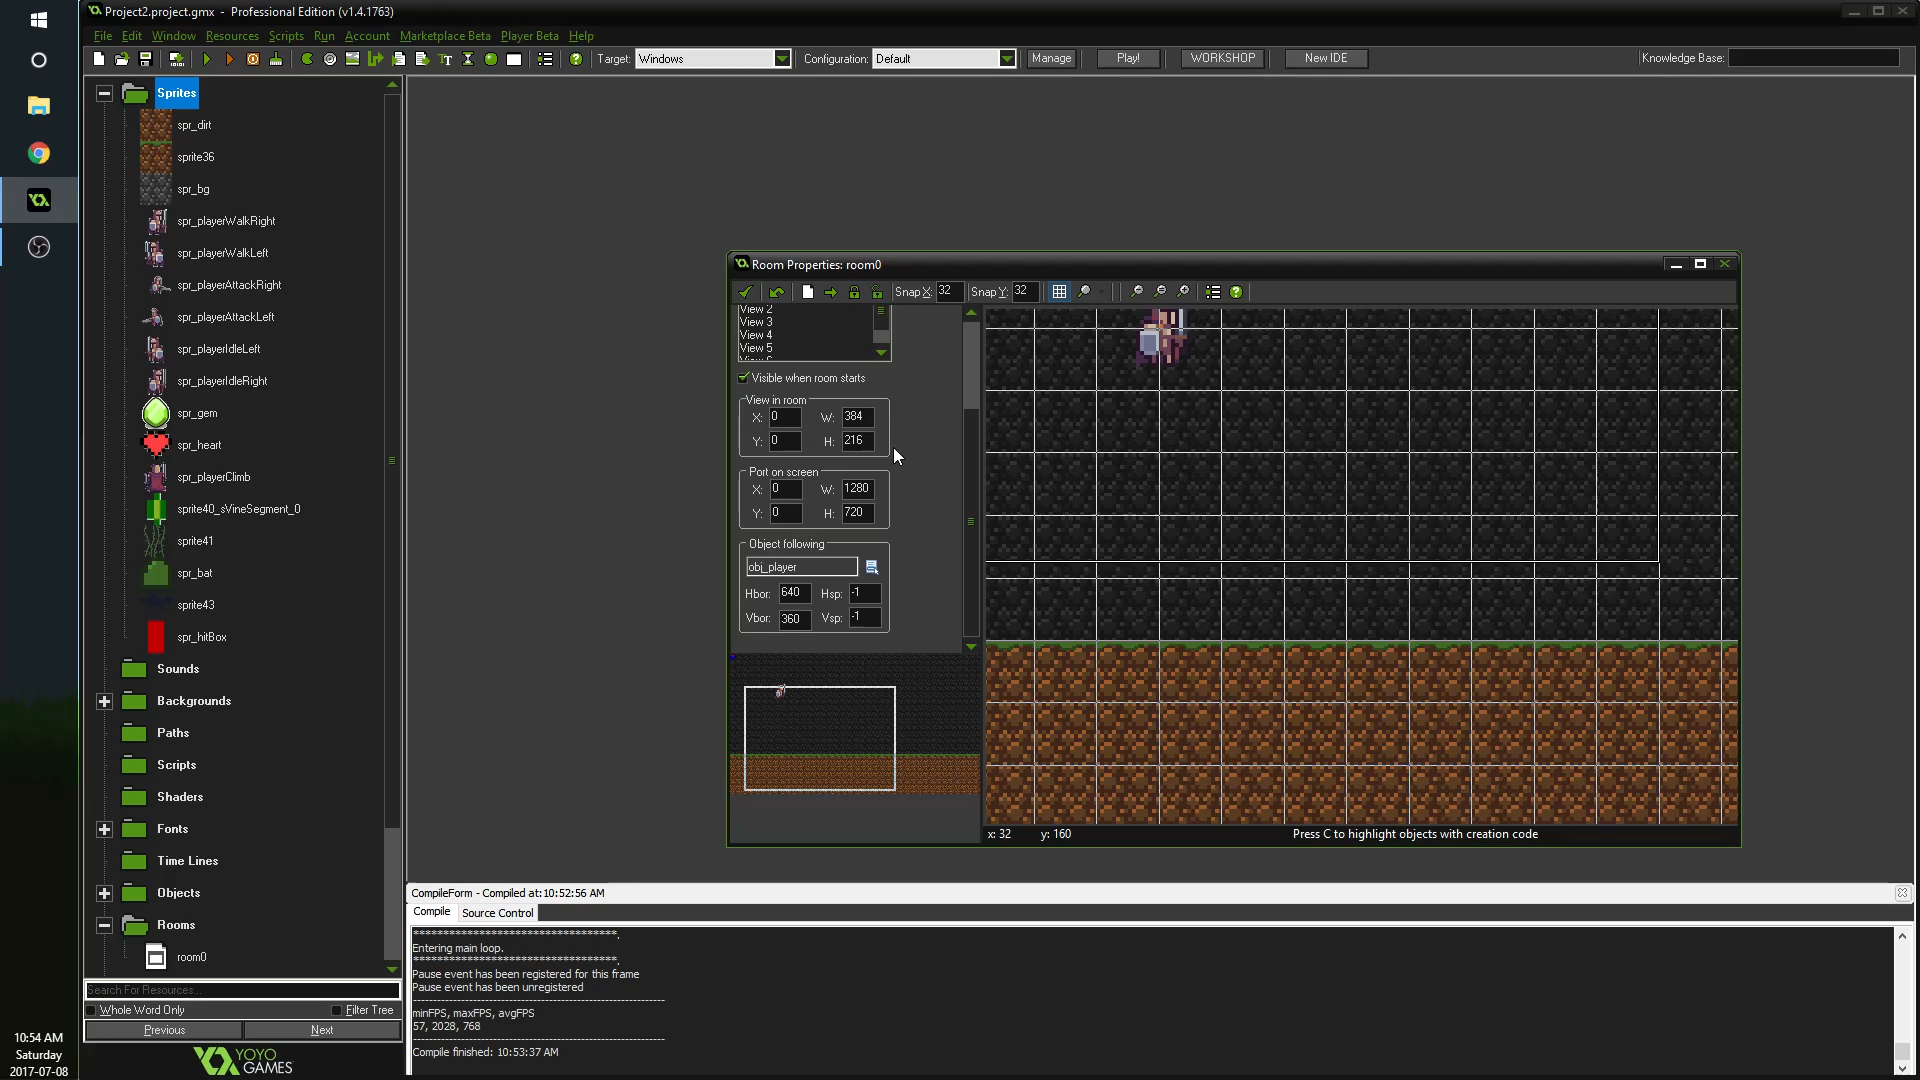 Project2.project.gmx - Professional Edition (v1.4.1763)
File Edit Window Resources Scripts Run Account Marketplace Beta Player Beta Help
Target: Windows Configuration: Default Manage Play! WORKSHOP New IDE Knowledge Base:
Sprites
spr_dirt
sprite36
spr_bg
spr_playerWalkRight
spr_playerWalkLeft
spr_playerAttackRight
spr_playerAttackLeft
spr_playerIdleLeft
spr_playerIdleRight
spr_gem
spr_heart
spr_playerClimb
sprite40_sVineSegment_0
sprite41
spr_bat
sprite43
spr_hitBox
Sounds
Backgrounds
Paths
Scripts
Shaders
Fonts
Time Lines
Objects
Rooms
room0
Search For Resources...
Whole Word Only Filter Tree
Previous Next
YOYO
GAMES
10:54 AM
Saturday
2017-07-08
Room Properties: room0
Snap X: 32 Snap Y: 32
View 2
View 3
View 4
View 5
Visible when room starts
View in room
X: 0 W: 384
Y: 0 H: 216
Port on screen
X: 0 W: 1280
Y: 0 H: 720
Object following
obj_player
Hbor: 640 Hsp: -1
Vbor: 360 Vsp: -1
x: 32 y: 160 Press C to highlight objects with creation code
CompileForm - Compiled at:10:52:56 AM
Compile Source Control
Entering main loop.
Pause event has been registered for this frame
Pause event has been unregistered
minFPS, maxFPS, avgFPS
57, 2028, 768
Compile finished: 10:53:37 AM